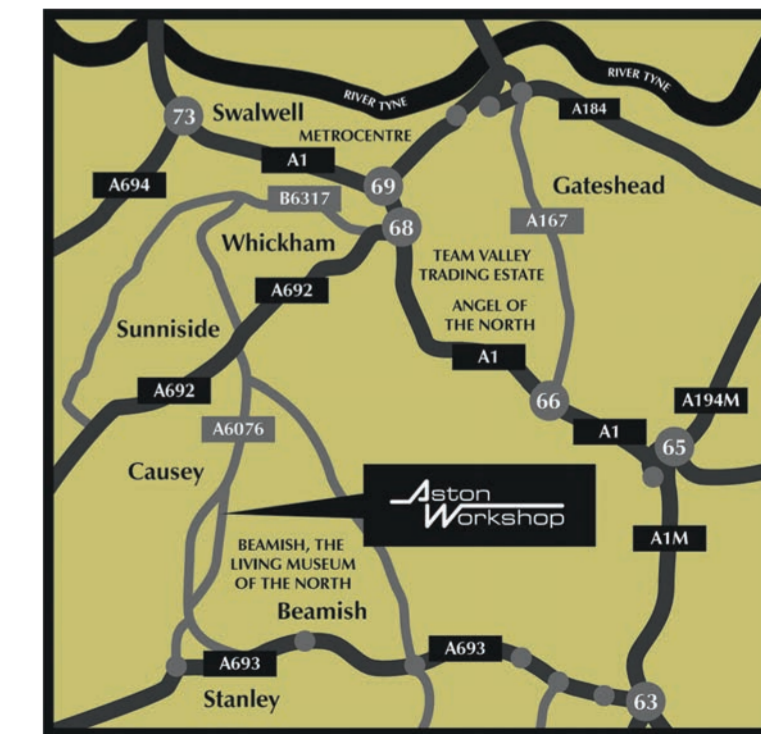 RIVER TYNE
RIVER TYNE
73
Swalwell
METROCENTRE
A184
A1
A694
69
B6317
Gateshead
68
A167
Whickham
TEAM VALLEY
TRADING ESTATE
A692
ANGEL OF
THE NORTH
Sunniside
A1
A692
66
A194M
A6076
A1
65
Causey
Aston
Workshop
A1M
BEAMISH, THE
LIVING MUSEUM
OF THE NORTH
Beamish
A693
A693
Stanley
63